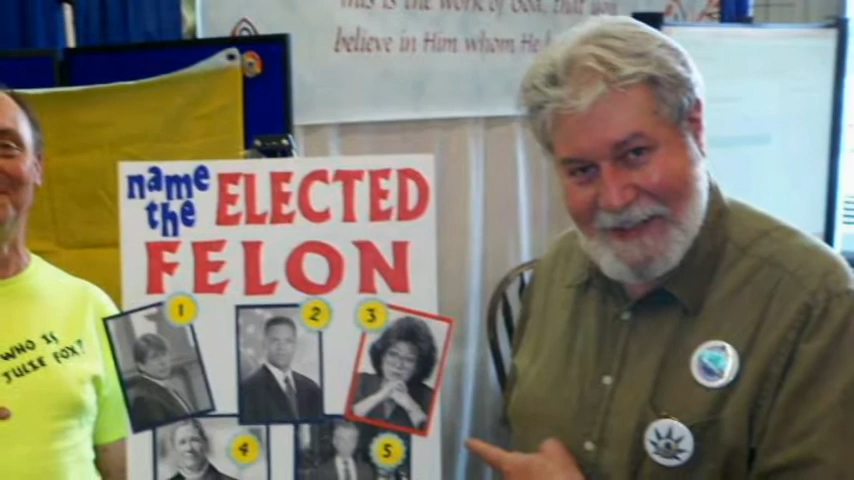 this is the work of God, that you
believe in Him whom He
name
the
ELECTED
FELON
1
2
3
4
5
WHO IS
JULIE FOX?